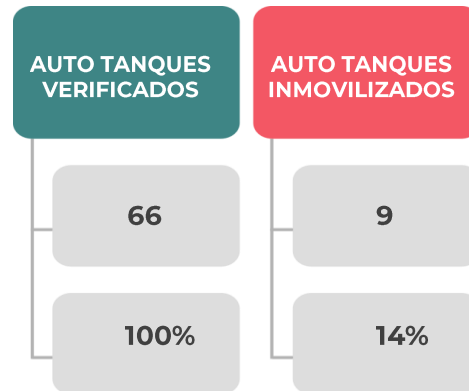 AUTO TANQUES
VERIFICADOS
66
100%
AUTO TANQUES
INMOVILIZADOS
9
14%